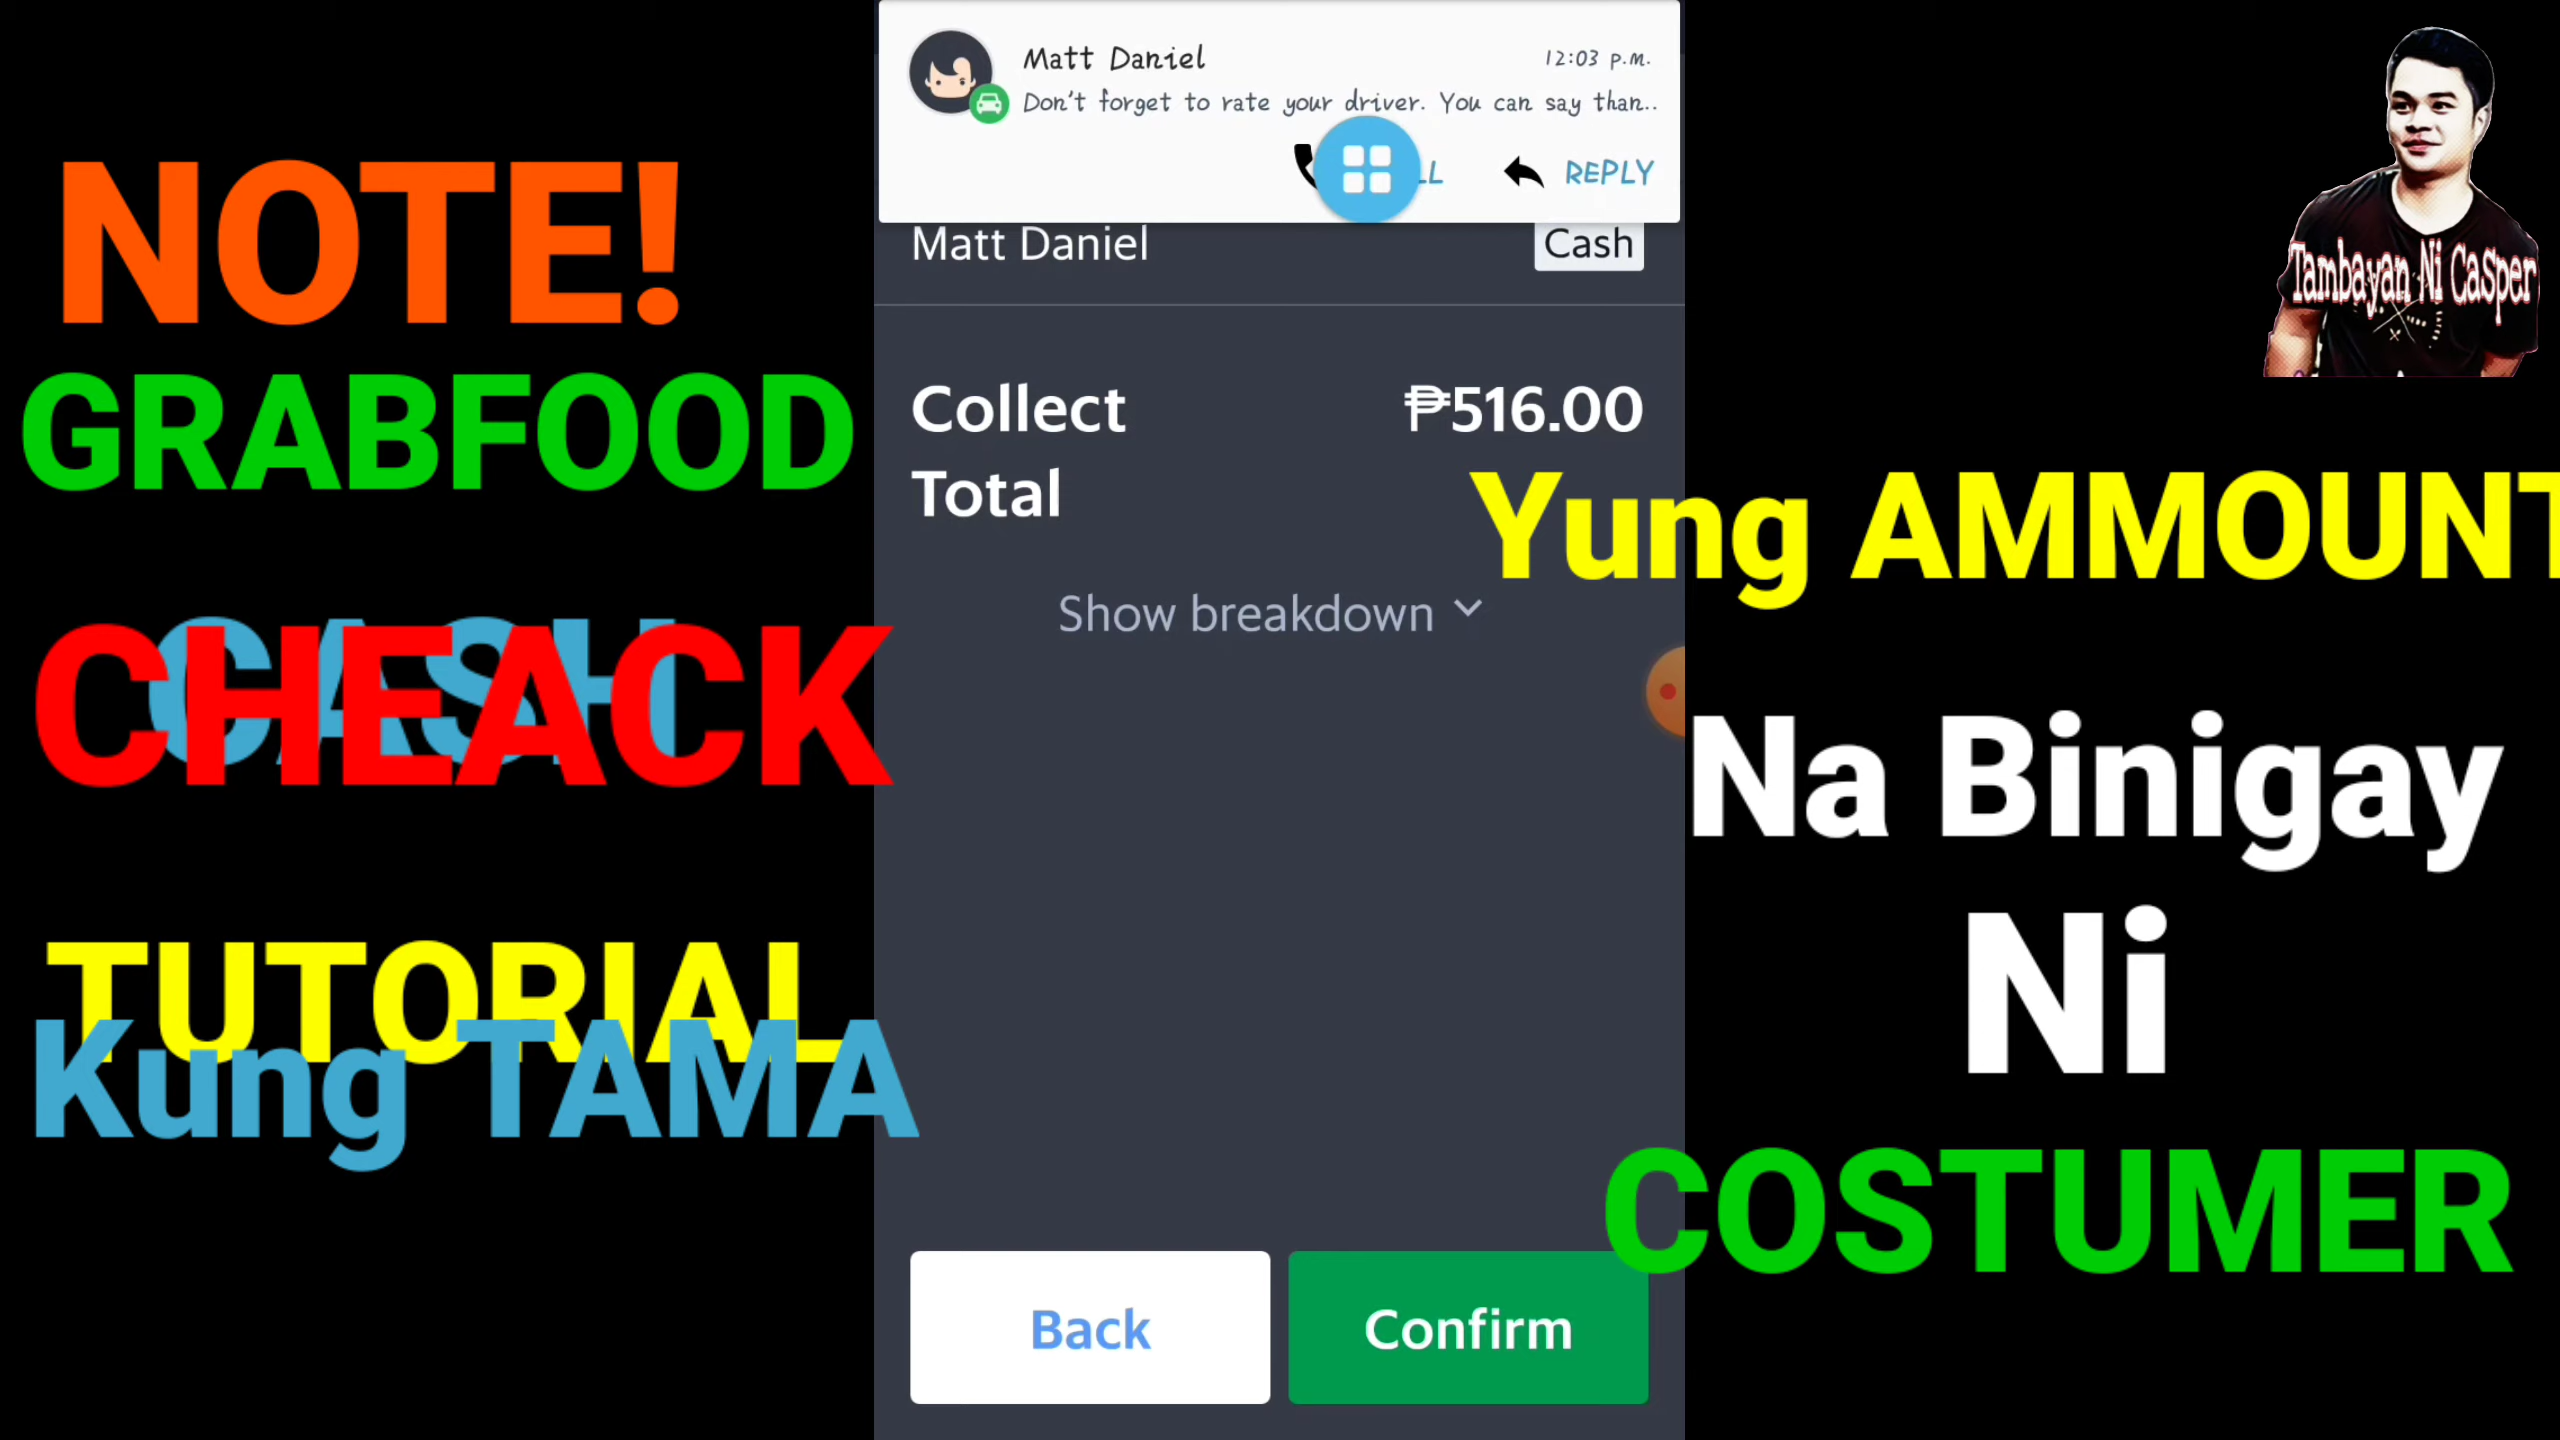 NOTE!
GRABFOOD
CASH
CHEACK
TUTORIAL
Kung TAMA
Matt Daniel
12:03 p.m.
Don't forget to rate your driver. You can say than..
REPLY
Matt Daniel
Cash
Collect
₱516.00
Total
Show breakdown
Back
Confirm
Tambayan Ni Casper
Yung AMMOUNT
Na Binigay
Ni
COSTUMER